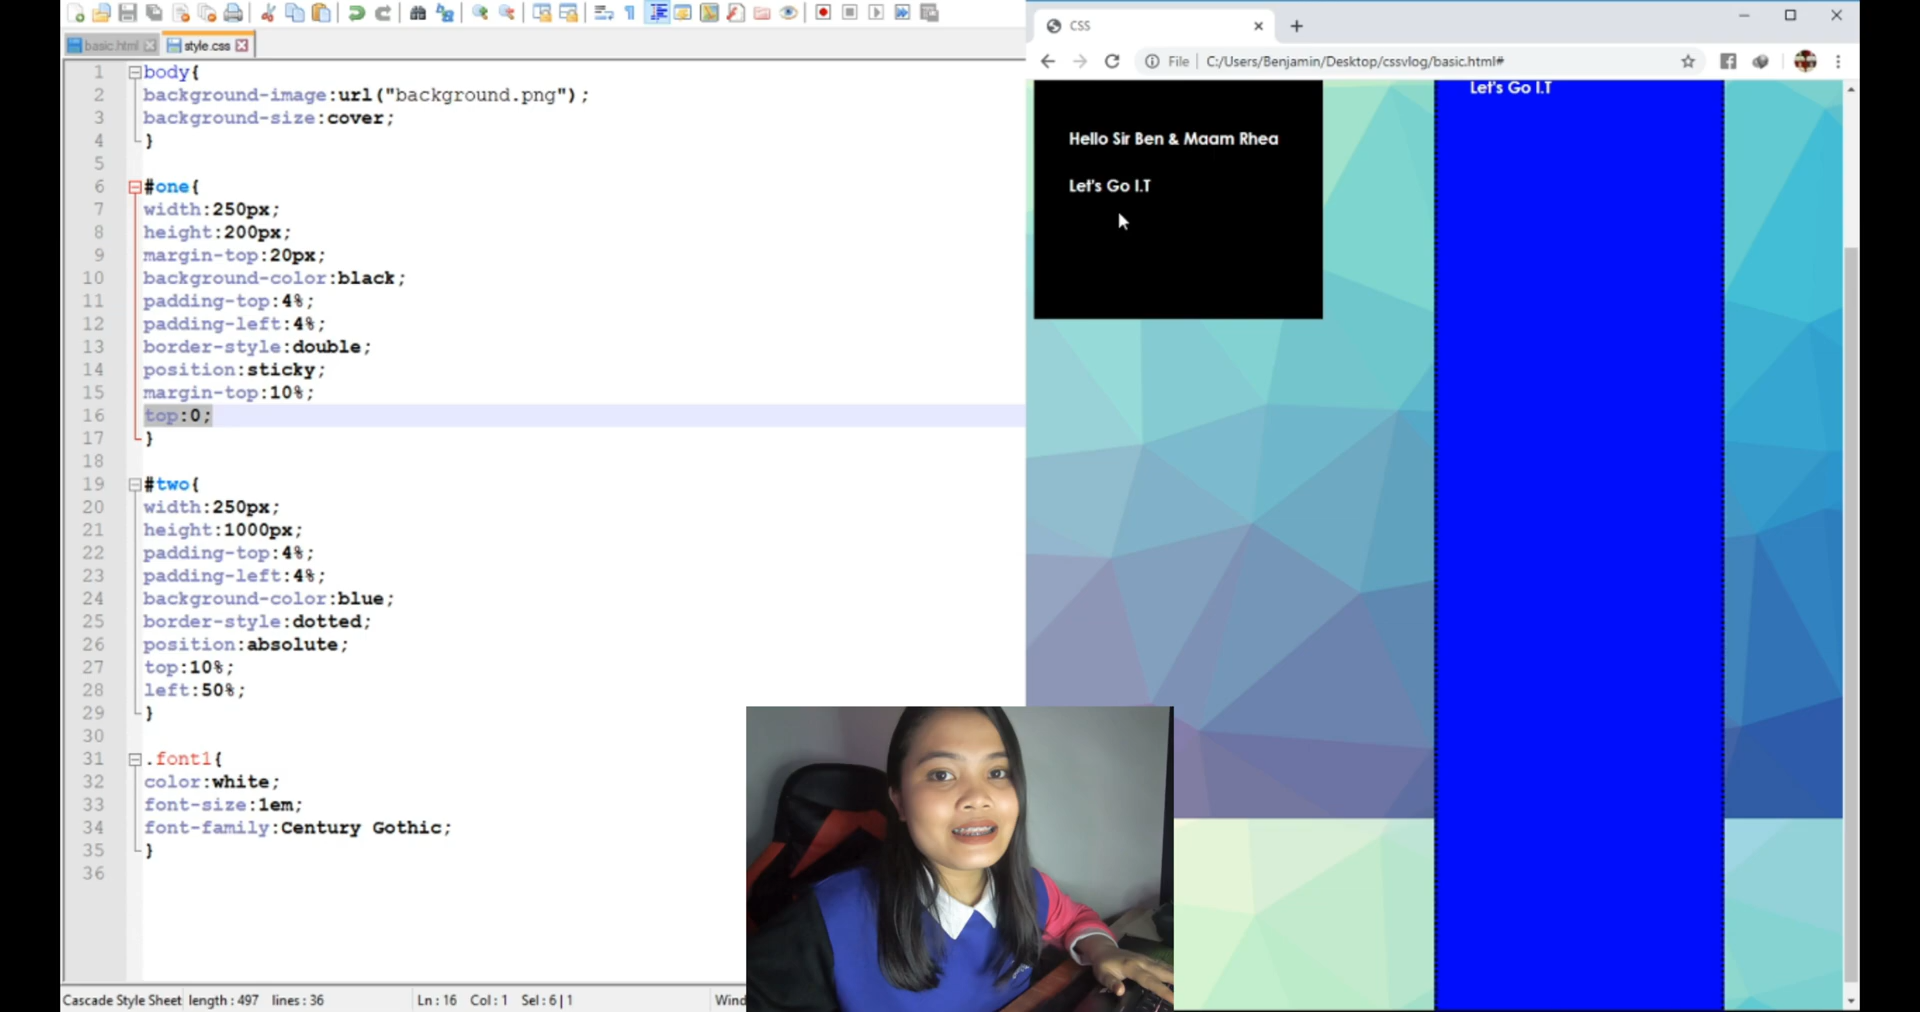 basic.html
style.css
1 body{
2 background-image:url("background.png");
3 background-size:cover;
4 }
5
6 #one{
7 width:250px;
8 height:200px;
9 margin-top:20px;
10 background-color:black;
11 padding-top:4%;
12 padding-left:4%;
13 border-style:double;
14 position:sticky;
15 margin-top:10%;
16 top:0;
17 }
18
19 #two{
20 width:250px;
21 height:1000px;
22 padding-top:4%;
23 padding-left:4%;
24 background-color:blue;
25 border-style:dotted;
26 position:absolute;
27 top:10%;
28 left:50%;
29 }
30
31 .font1{
32 color:white;
33 font-size:1em;
34 font-family:Century Gothic;
35 }
36
Cascade Style Sheet length : 497 lines : 36 Ln : 16 Col : 1 Sel : 6 | 1 Wind
CSS
File C:/Users/Benjamin/Desktop/cssvlog/basic.html#
Let's Go I.T
Hello Sir Ben & Maam Rhea
Let's Go I.T